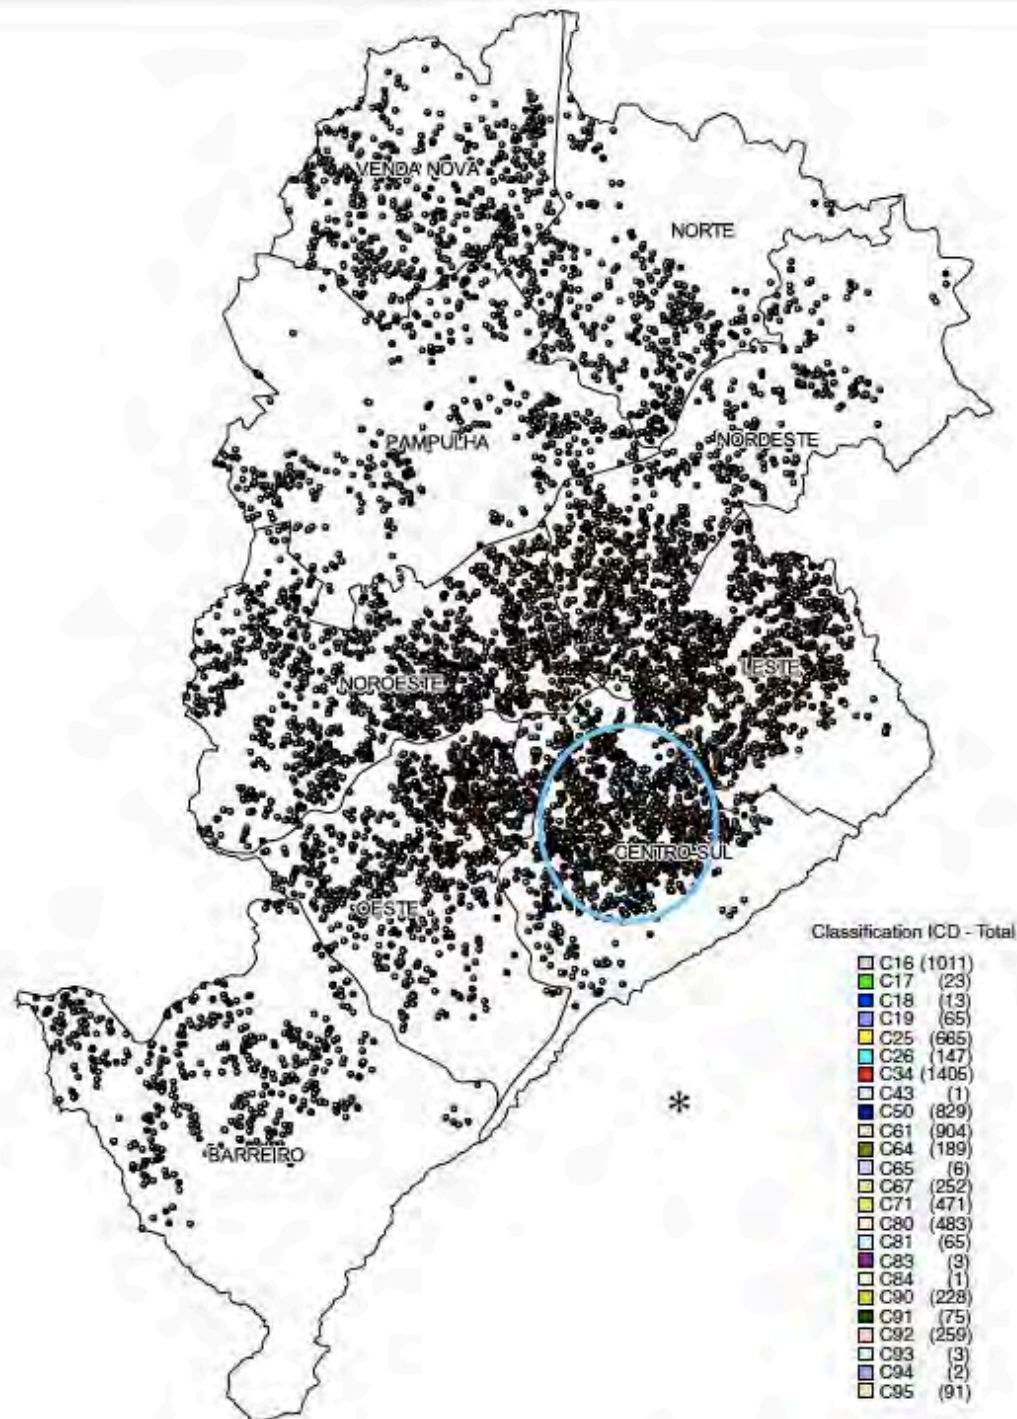 VENDA NOVA
NORTE
PAMPULHA
NORDESTE
LESTE
NOROESTE
CENTRO-SUL
OESTE
BARREIRO
*
Classification ICD - Total
C16 (1011)
C17 (23)
C18 (13)
C19 (65)
C25 (665)
C26 (147)
C34 (1405)
C43 (1)
C50 (829)
C61 (904)
C64 (189)
C65 (6)
C67 (252)
C71 (471)
C80 (483)
C81 (65)
C83 (3)
C84 (1)
C90 (228)
C91 (75)
C92 (259)
C93 (3)
C94 (2)
C95 (91)